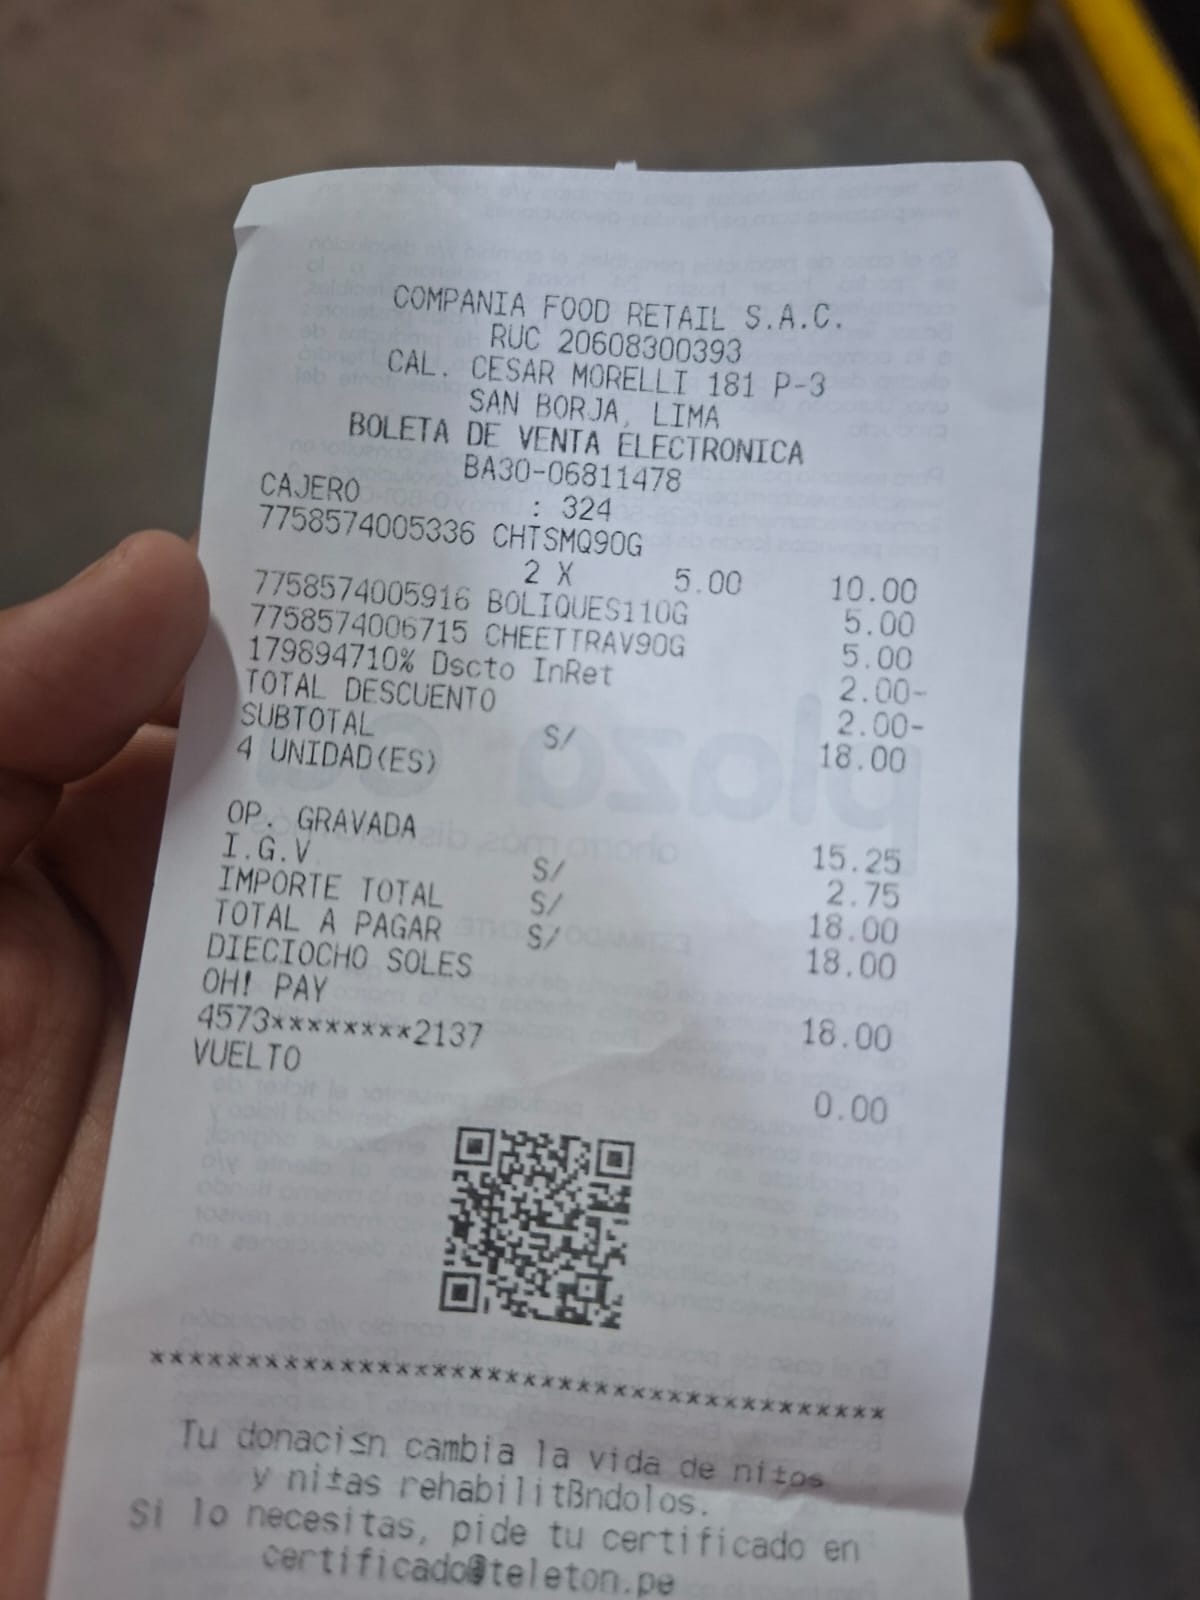 COMPANIA FOOD RETAIL S.A.C.
RUC 20608300393
CAL. CESAR MORELLI 181 P-3
SAN BORJA, LIMA
BOLETA DE VENTA ELECTRONICA
BA30-06811478
CAJERO : 324
7758574005336 CHTSMQ90G
2 X 5.00 10.00
7758574005916 BOLIQUES110G 5.00
7758574006715 CHEETTRAV90G 5.00
179894710% Dscto InRet 2.00-
TOTAL DESCUENTO 2.00-
SUBTOTAL S/ 18.00
4 UNIDAD(ES)
OP. GRAVADA S/ 15.25
I.G.V S/ 2.75
IMPORTE TOTAL S/ 18.00
TOTAL A PAGAR 18.00
DIECIOCHO SOLES
OH! PAY 18.00
4573********2137
VUELTO 0.00
****************************************
Tu donaci≤n cambia la vida de ni±os
y ni±as rehabilitßndolos.
Si lo necesitas, pide tu certificado en
certificado@teleton.pe